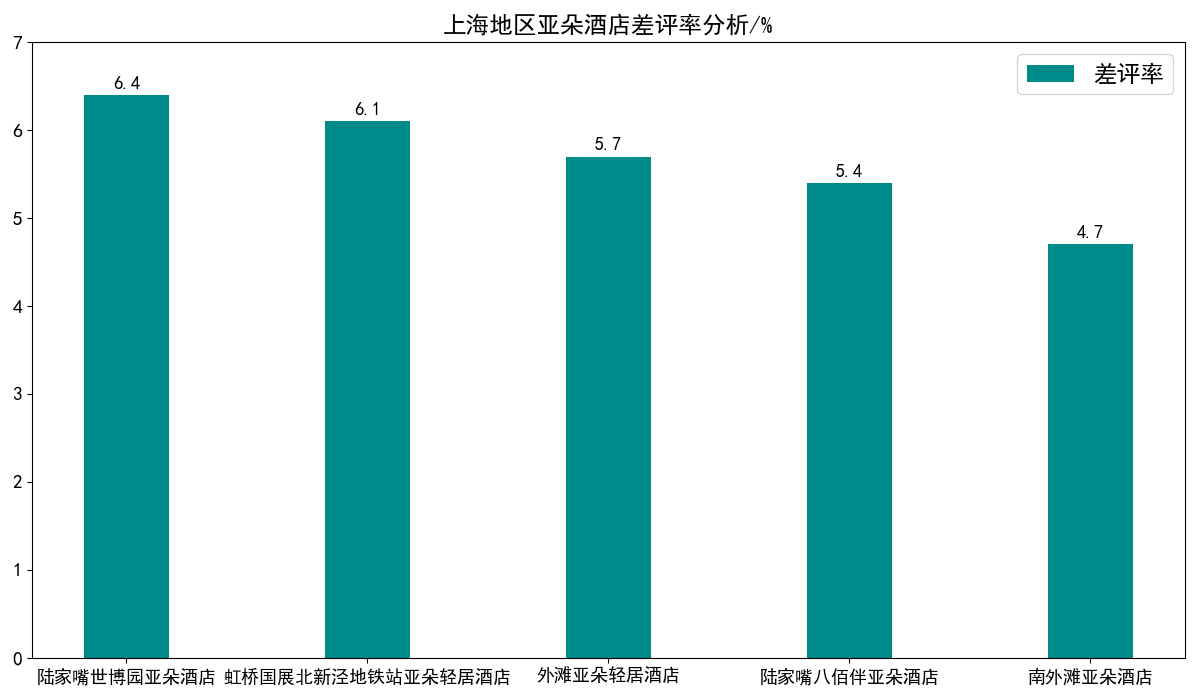 上海地区亚朵酒店差评率分析/%
差评率
7
6
5
4
3
2
1
0
6.4
6.1
5.7
5.4
4.7
陆家嘴世博园亚朵酒店
虹桥国展北新泾地铁站亚朵轻居酒店
外滩亚朵轻居酒店
陆家嘴八佰伴亚朵酒店
南外滩亚朵酒店